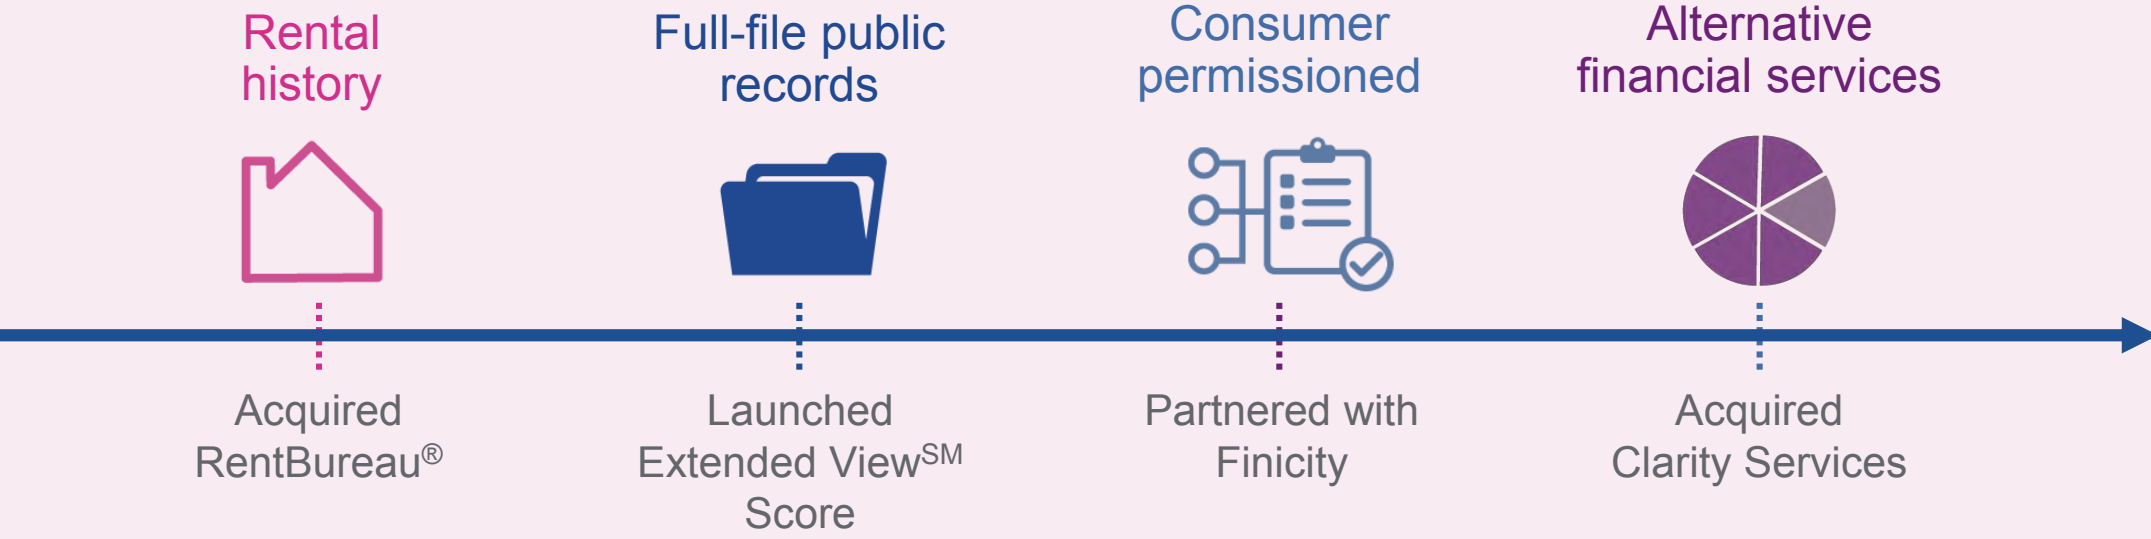 Rental
history
Full-file public
records
Consumer
permissioned
Alternative
financial services
Acquired
RentBureau®
Launched
Extended View℠
Score
Partnered with
Finicity
Acquired
Clarity Services